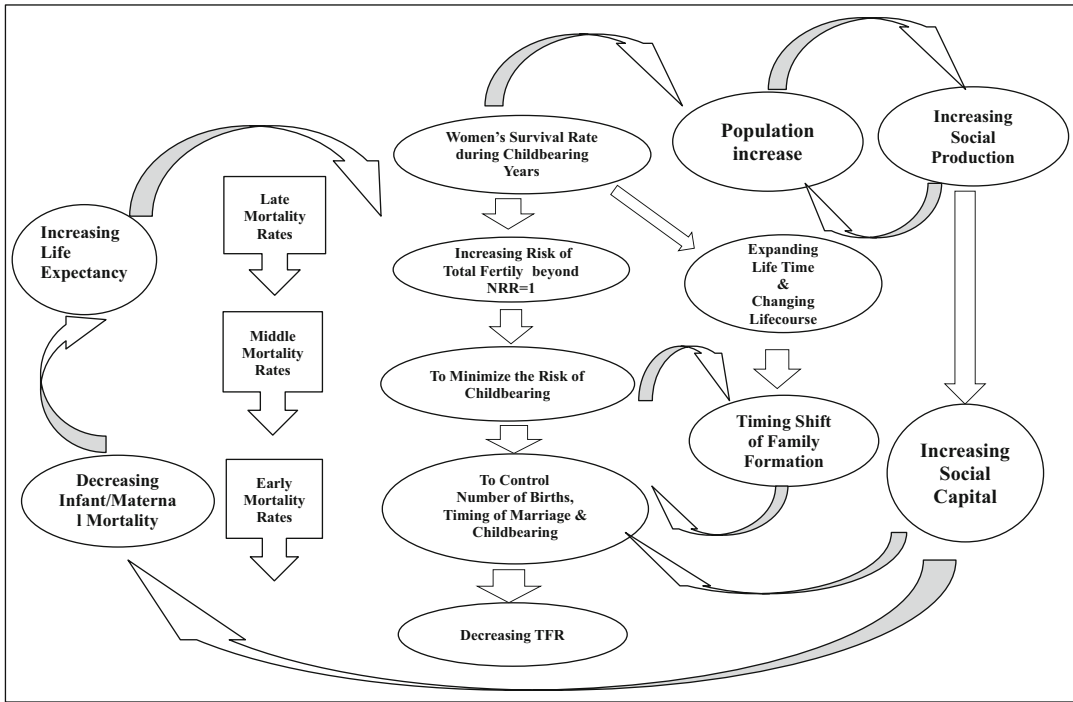 Women's Survival Rate
during Childbearing
Years
Population
increase
Increasing
Social
Production
Increasing
Life
Expectancy
Late
Mortality
Rates
Increasing Risk of
Total Fertily beyond
NRR=1
Expanding
Life Time
&
Changing
Lifecourse
Middle
Mortality
Rates
To Minimize the Risk of
Childbearing
Timing Shift
of Family
Formation
Increasing
Social
Capital
Decreasing
Infant/Materna
l Mortality
Early
Mortality
Rates
To Control
Number of Births,
Timing of Marriage &
Childbearing
Decreasing TFR